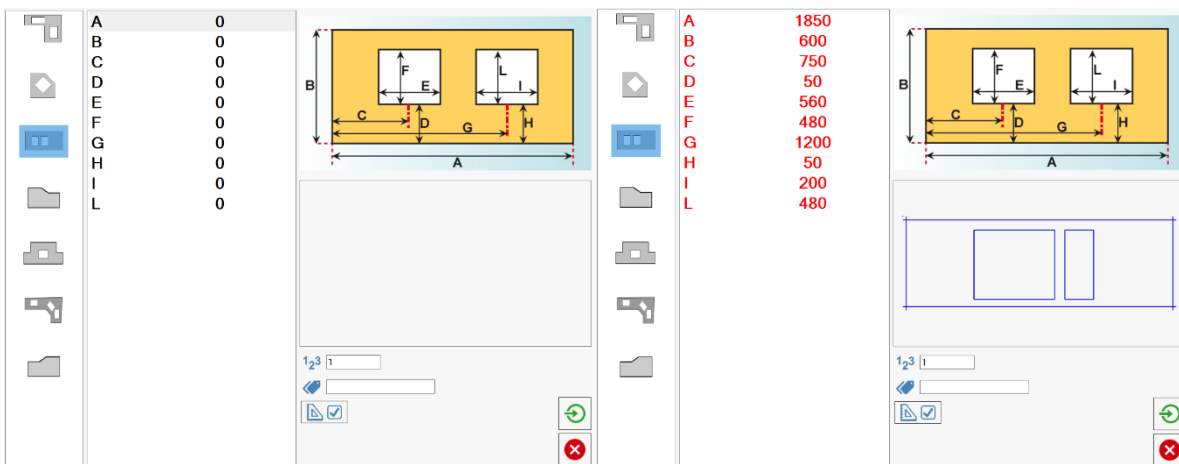 A 0
B 0
C 0
D 0
E 0
F 0
G 0
H 0
I 0
L 0
B
F
E
L
I
C
D
G
H
A
123 1
A 1850
B 600
C 750
D 50
E 560
F 480
G 1200
H 50
I 200
L 480
B
F
E
L
I
C
D
G
H
A
123 1